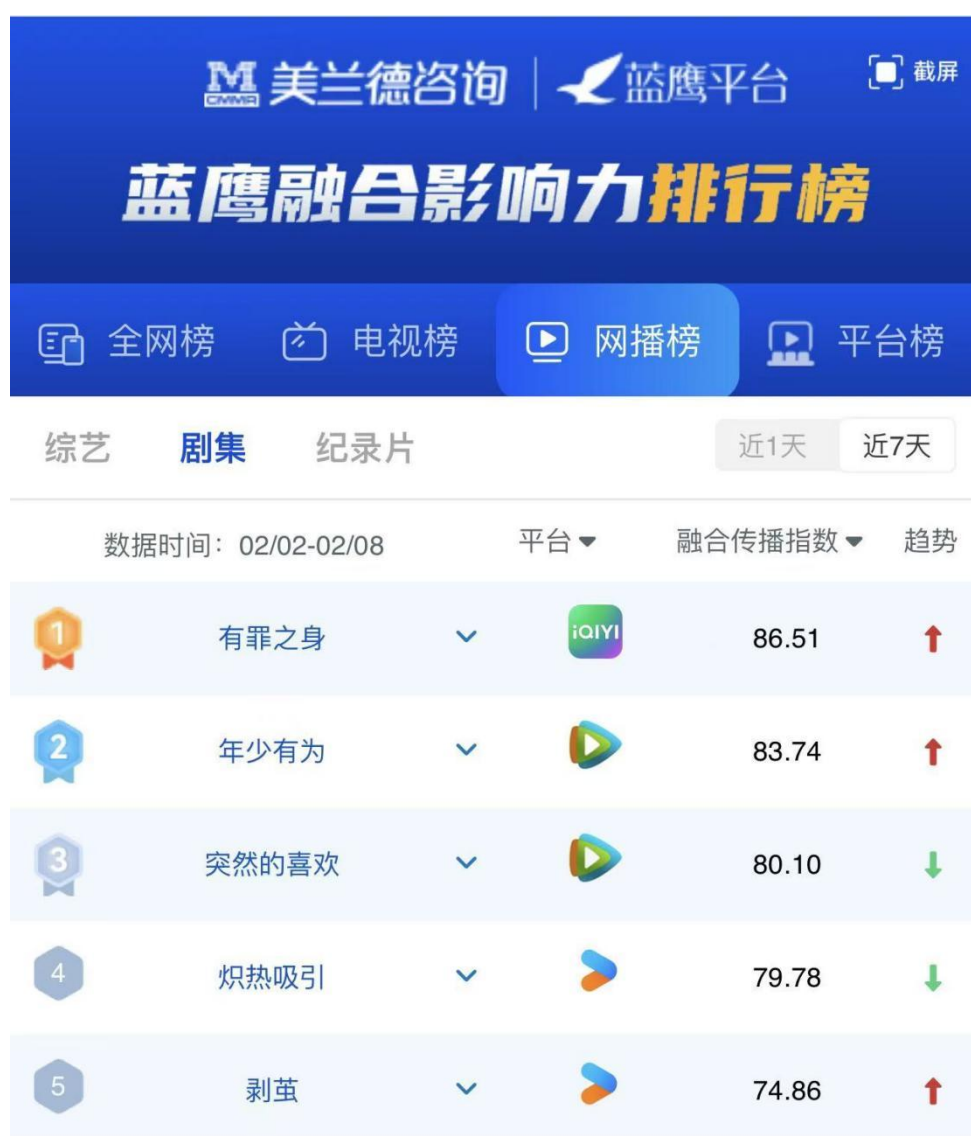 CMMR 美兰德咨询 蓝鹰平台 截屏
蓝鹰融合影响力排行榜
全网榜 电视榜 网播榜 平台榜
综艺 剧集 纪录片 近1天 近7天
数据时间：02/02-02/08 平台 融合传播指数 趋势
1 有罪之身 iQIYI 86.51
2 年少有为 83.74
3 突然的喜欢 80.10
4 炽热吸引 79.78
5 剥茧 74.86